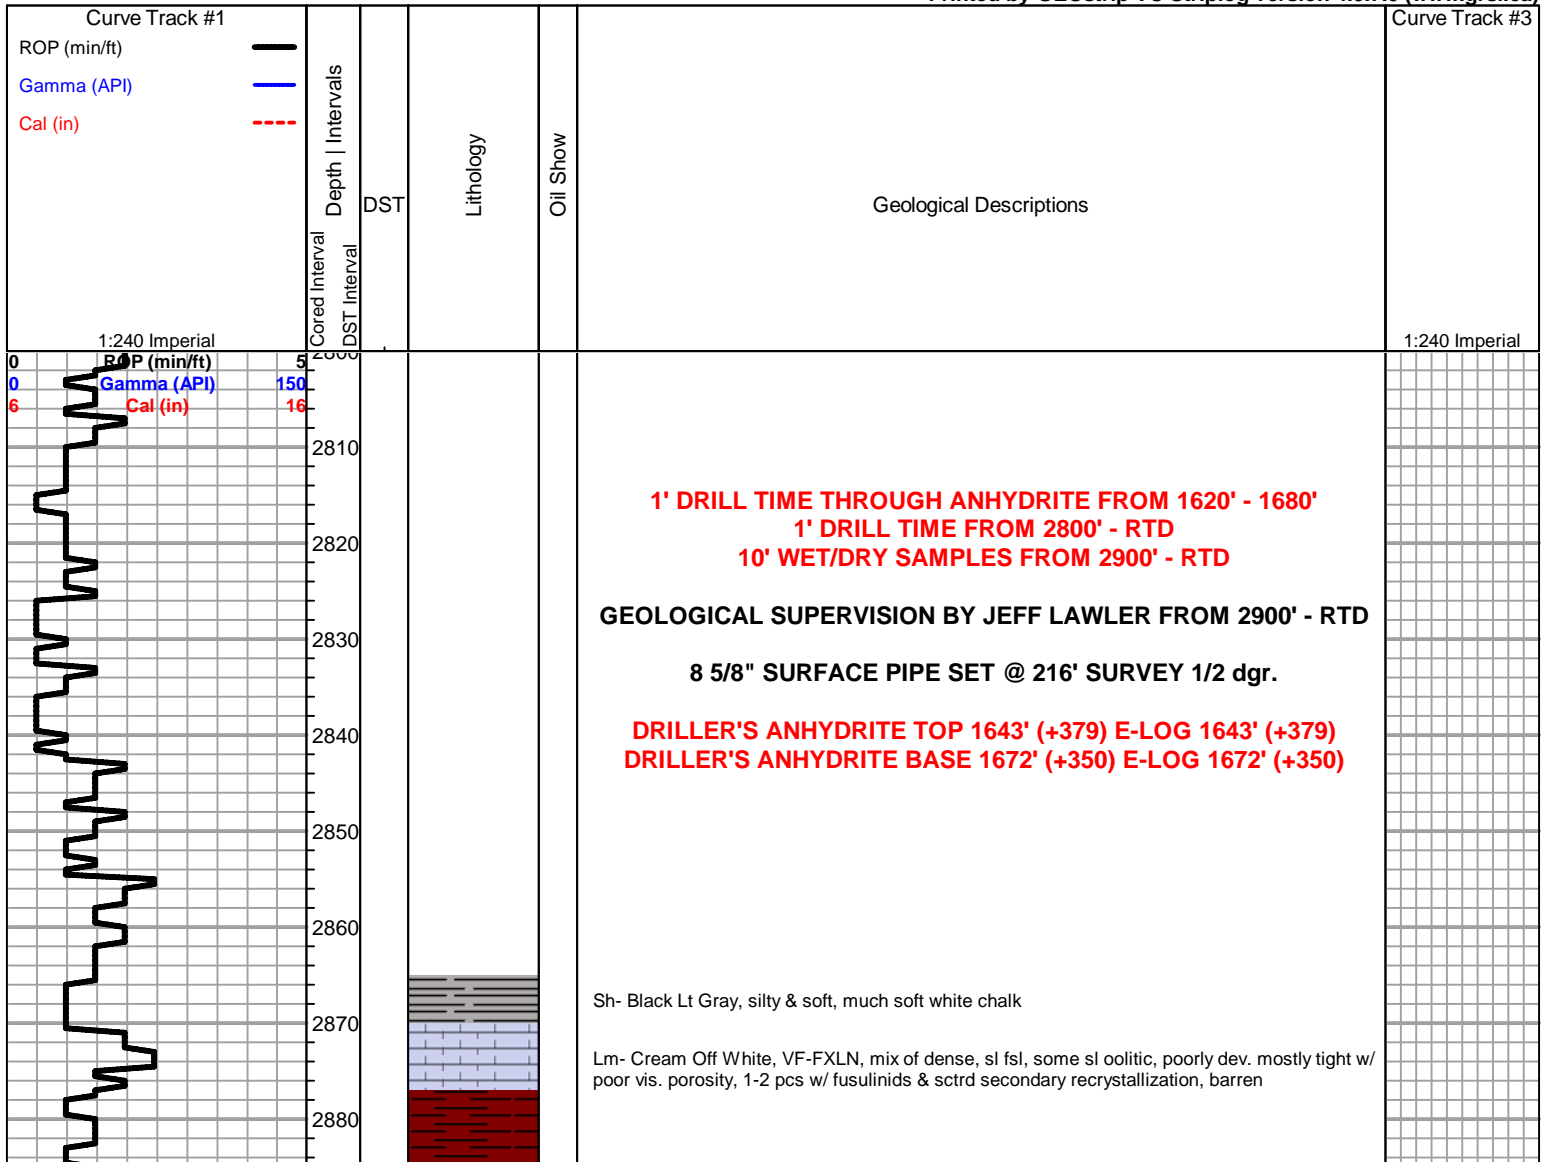 Curve Track #1
ROP (min/ft)
Gamma (API)
Cal (in)
1:240 Imperial
Depth | Intervals
Cored Interval
DST Interval
DST
Lithology
Oil Show
Geological Descriptions
Curve Track #3
1:240 Imperial
0 ROP (min/ft) 5
0 Gamma (API) 150
6 Cal (in) 16
2800
2810
1' DRILL TIME THROUGH ANHYDRITE FROM 1620' - 1680'
1' DRILL TIME FROM 2800' - RTD
2820
10' WET/DRY SAMPLES FROM 2900' - RTD
GEOLOGICAL SUPERVISION BY JEFF LAWLER FROM 2900' - RTD
2830
8 5/8" SURFACE PIPE SET @ 216' SURVEY 1/2 dgr.
DRILLER'S ANHYDRITE TOP 1643' (+379) E-LOG 1643' (+379)
2840
DRILLER'S ANHYDRITE BASE 1672' (+350) E-LOG 1672' (+350)
2850
2860
Sh- Black Lt Gray, silty & soft, much soft white chalk
2870
Lm- Cream Off White, VF-FXLN, mix of dense, sl fsl, some sl oolitic, poorly dev. mostly tight w/
poor vis. porosity, 1-2 pcs w/ fusulinids & sctrd secondary recrystallization, barren
2880